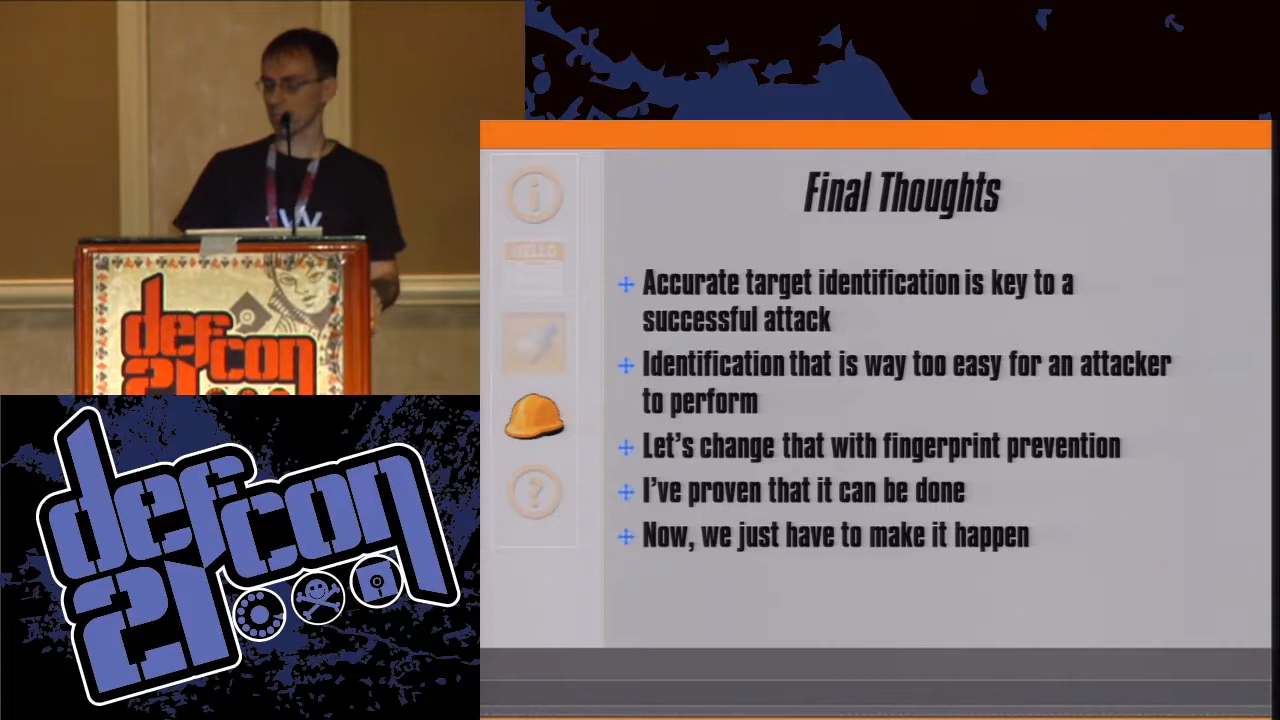 W
defcon
21
defcon
21
i
HELLO
?
Final Thoughts
Accurate target identification is key to a
successful attack
Identification that is way too easy for an attacker
to perform
Let's change that with fingerprint prevention
I've proven that it can be done
Now, we just have to make it happen